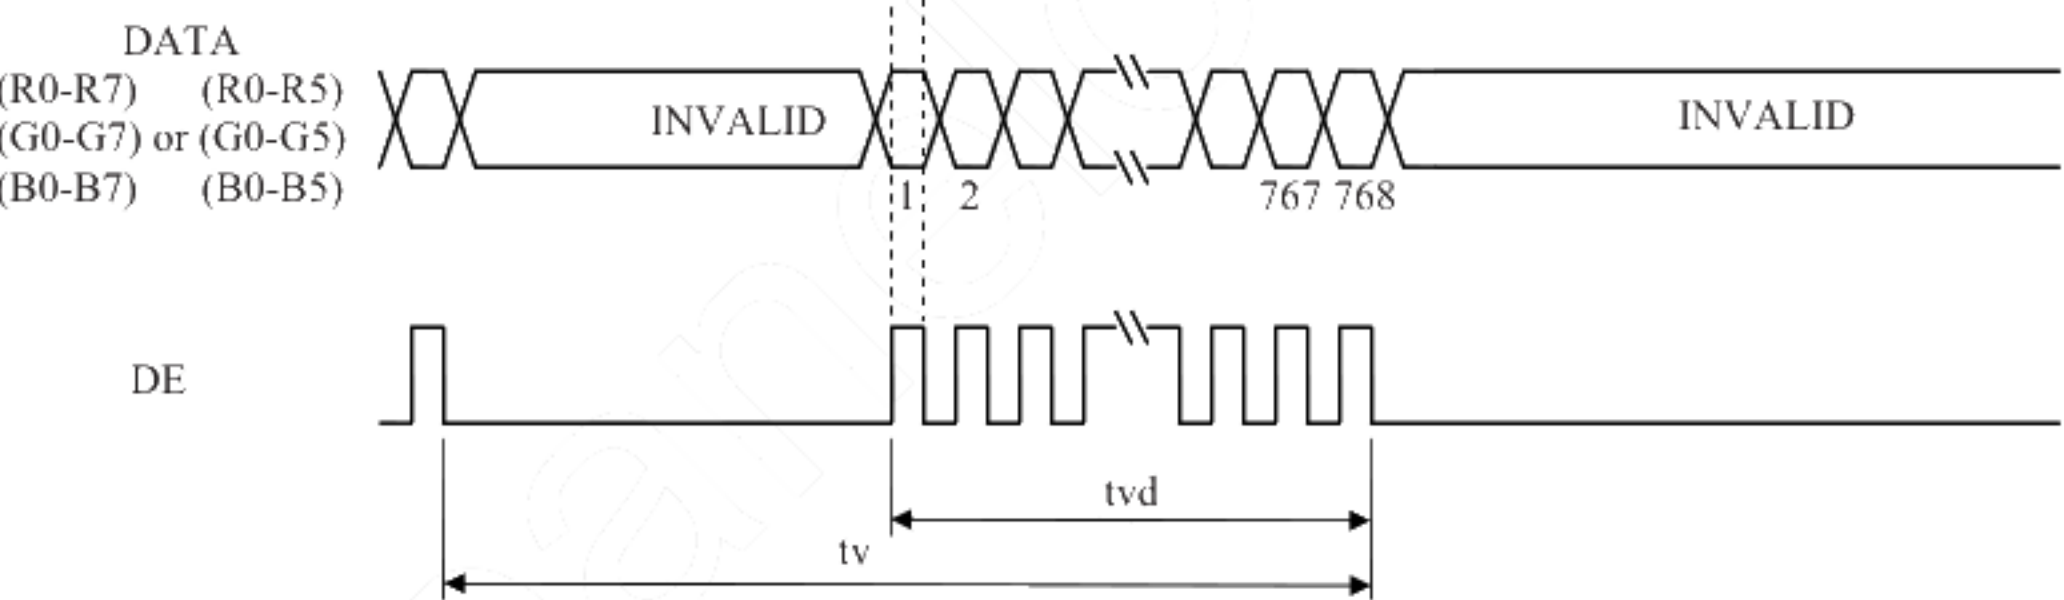 DATA
(R0-R7) (R0-R5)
(G0-G7) or (G0-G5)
(B0-B7) (B0-B5)
INVALID
INVALID
1 2 767 768
DE
tvd
tv